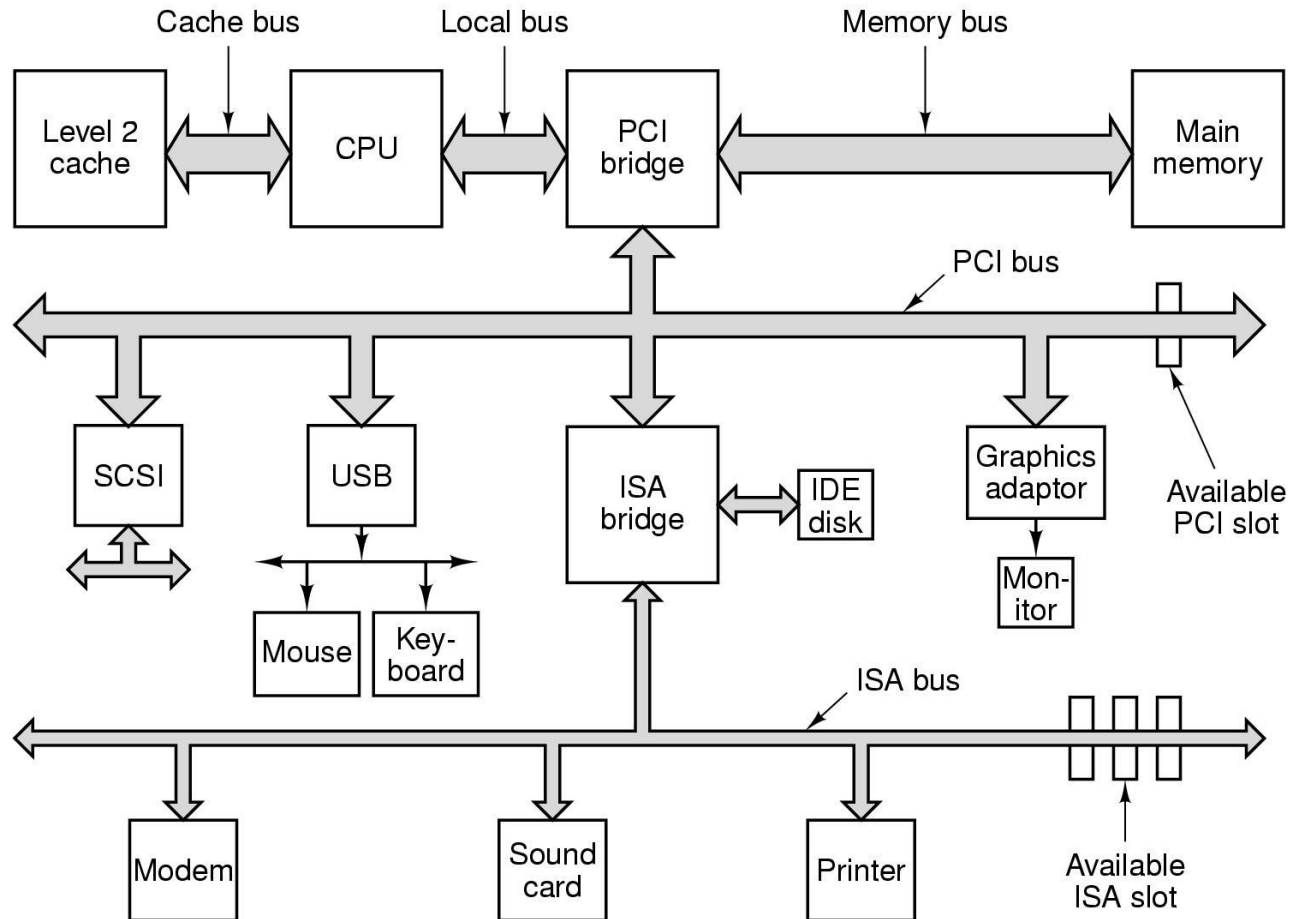 Cache bus
Local bus
Memory bus
Level 2
cache
CPU
PCI
bridge
Main
memory
PCI bus
SCSI
USB
ISA
bridge
IDE
disk
Graphics
adaptor
Available
PCI slot
Mon-
itor
Mouse
Key-
board
ISA bus
Modem
Sound
card
Printer
Available
ISA slot